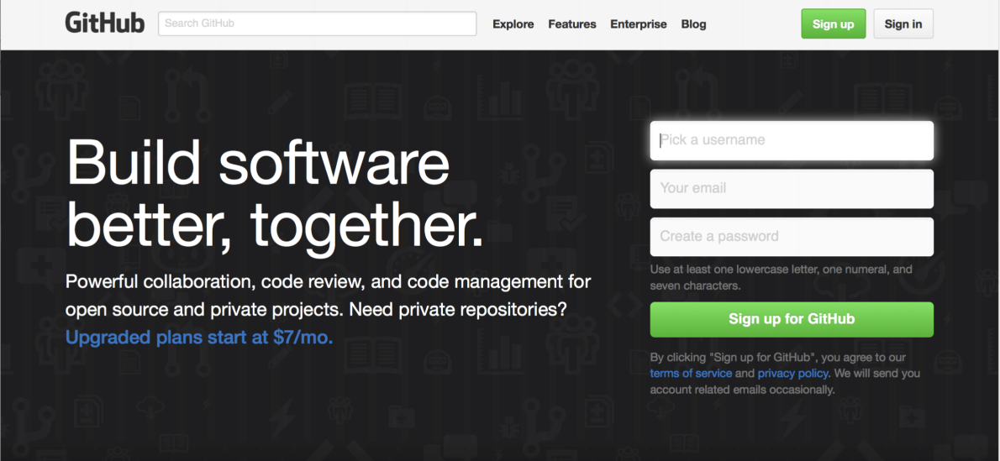 GitHub
Search GitHub
Explore Features Enterprise Blog
Sign up
Sign in
Build software
better, together.
Powerful collaboration, code review, and code management for
open source and private projects. Need private repositories?
Upgraded plans start at $7/mo.
Pick a username
Your email
Create a password
Use at least one lowercase letter, one numeral, and
seven characters.
Sign up for GitHub
By clicking "Sign up for GitHub", you agree to our
terms of service and privacy policy. We will send you
account related emails occasionally.